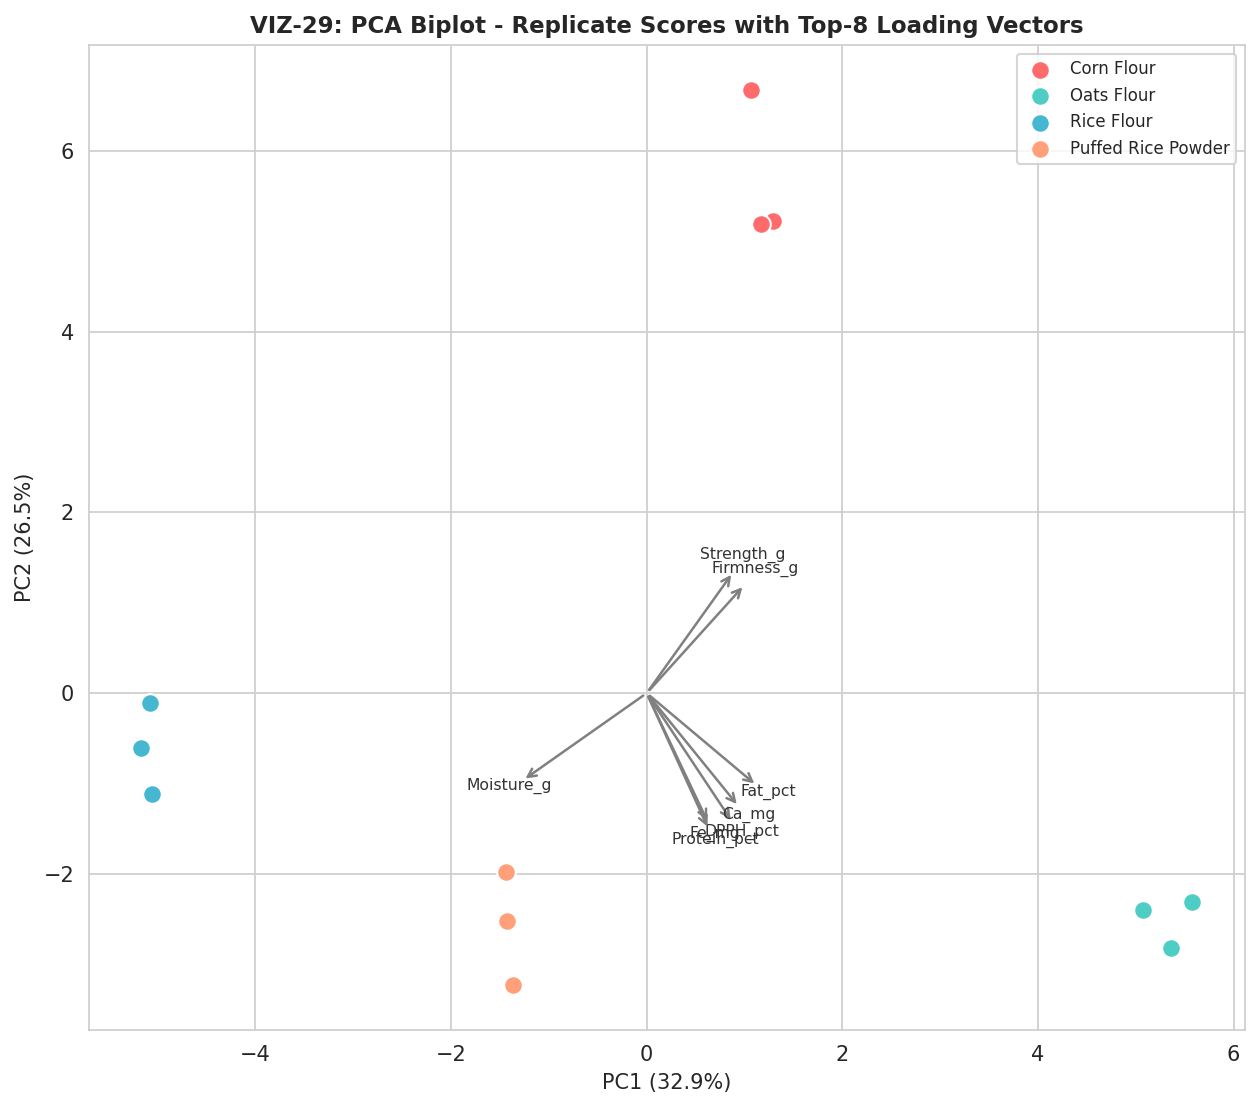 VIZ-29: PCA Biplot - Replicate Scores with Top-8 Loading Vectors
Corn Flour
Oats Flour
Rice Flour
Puffed Rice Powder
6
4
2
0
−2
PC2 (26.5%)
Strength_g
Firmness_g
Moisture_g
Fat_pct
Ca_mg
DPPH_pct
Fe_mg
Protein_pct
−4
−2
0
2
4
6
PC1 (32.9%)